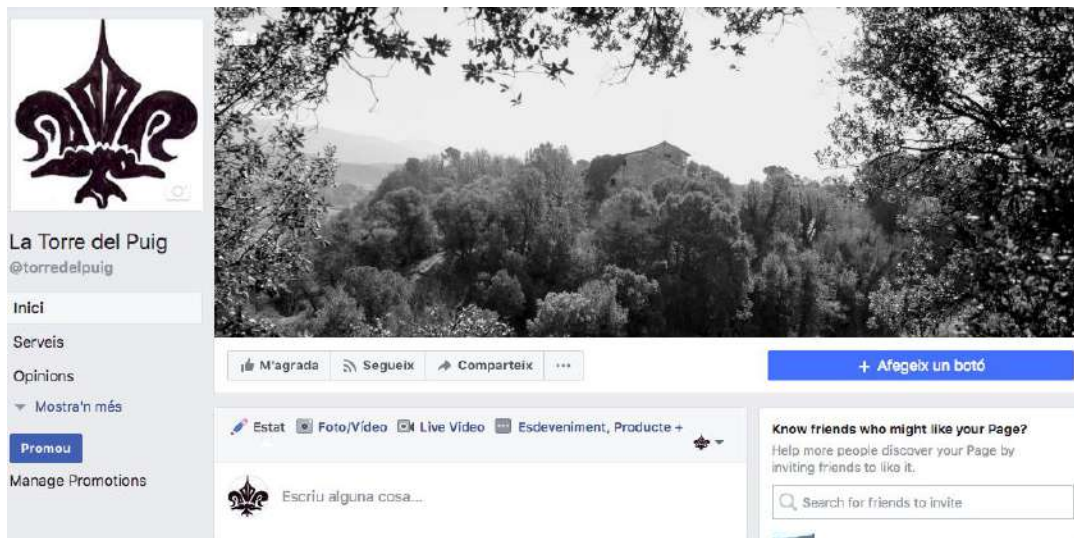 La Torre del Puig
@torredelpuig
Inici
Serveis
Opinions
Mostra'n més
Promou
Manage Promotions
M'agrada
Segueix
Comparteix
+ Afegeix un botó
Estat
Foto/Vídeo
Live Video
Esdeveniment, Producte +
Escriu alguna cosa...
Know friends who might like your Page?
Help more people discover your Page by
inviting friends to like it.
Search for friends to invite